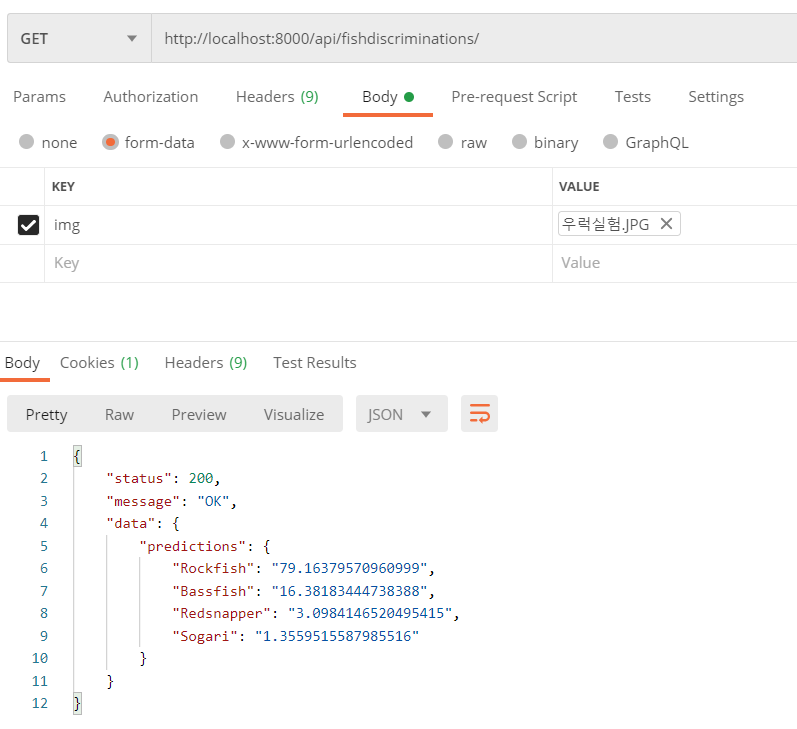 GET http://localhost:8000/api/fishdiscriminations/
Params Authorization Headers (9) Body Pre-request Script Tests Settings
none form-data x-www-form-urlencoded raw binary GraphQL
KEY VALUE
img 우럭실험.JPG
Key Value
Body Cookies (1) Headers (9) Test Results
Pretty Raw Preview Visualize JSON
1 {
2 "status": 200,
3 "message": "OK",
4 "data": {
5 "predictions": {
6 "Rockfish": "79.16379570960999",
7 "Bassfish": "16.38183444738388",
8 "Redsnapper": "3.0984146520495415",
9 "Sogari": "1.3559515587985516"
10 }
11 }
12 }